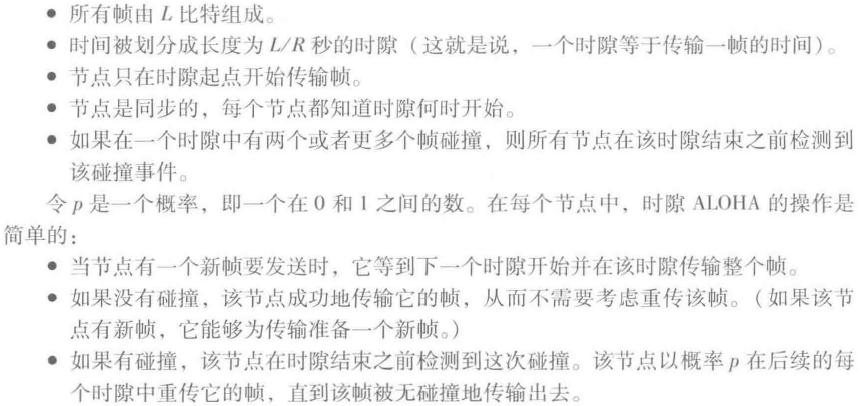 • 所有帧由 L 比特组成。
• 时间被划分成长度为 L/R 秒的时隙（这就是说，一个时隙等于传输一帧的时间）。
• 节点只在时隙起点开始传输帧。
• 节点是同步的，每个节点都知道时隙何时开始。
• 如果在一个时隙中有两个或者更多个帧碰撞，则所有节点在该时隙结束之前检测到
该碰撞事件。
令 p 是一个概率，即一个在 0 和 1 之间的数。在每个节点中，时隙 ALOHA 的操作是
简单的：
• 当节点有一个新帧要发送时，它等到下一个时隙开始并在该时隙传输整个帧。
• 如果没有碰撞，该节点成功地传输它的帧，从而不需要考虑重传该帧。（如果该节
点有新帧，它能够为传输准备一个新帧。）
• 如果有碰撞，该节点在时隙结束之前检测到这次碰撞。该节点以概率 p 在后续的每
个时隙中重传它的帧，直到该帧被无碰撞地传输出去。